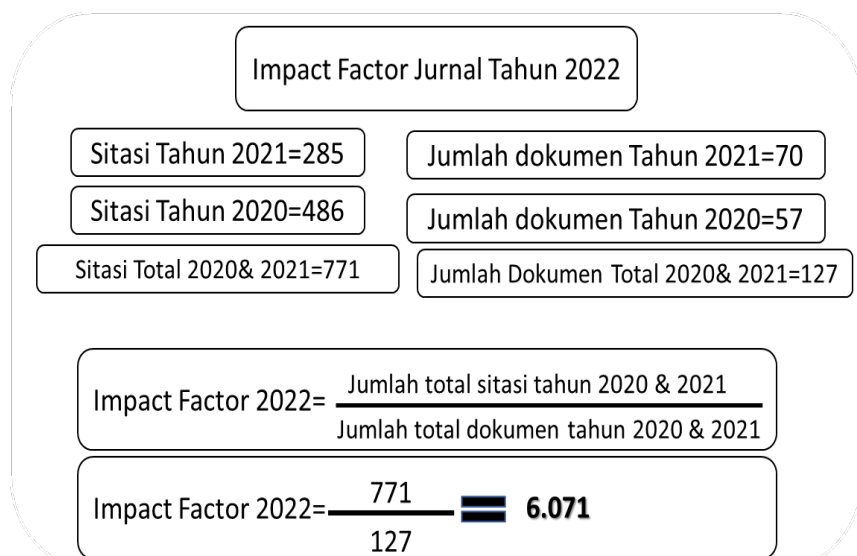 Impact Factor Jurnal Tahun 2022
Sitasi Tahun 2021=285
Jumlah dokumen Tahun 2021=70
Sitasi Tahun 2020=486
Jumlah dokumen Tahun 2020=57
Sitasi Total 2020& 2021=771
Jumlah Dokumen Total 2020& 2021=127
Impact Factor 2022=
Jumlah total sitasi tahun 2020 & 2021
Jumlah total dokumen tahun 2020 & 2021
Impact Factor 2022=
771
127
= 6.071